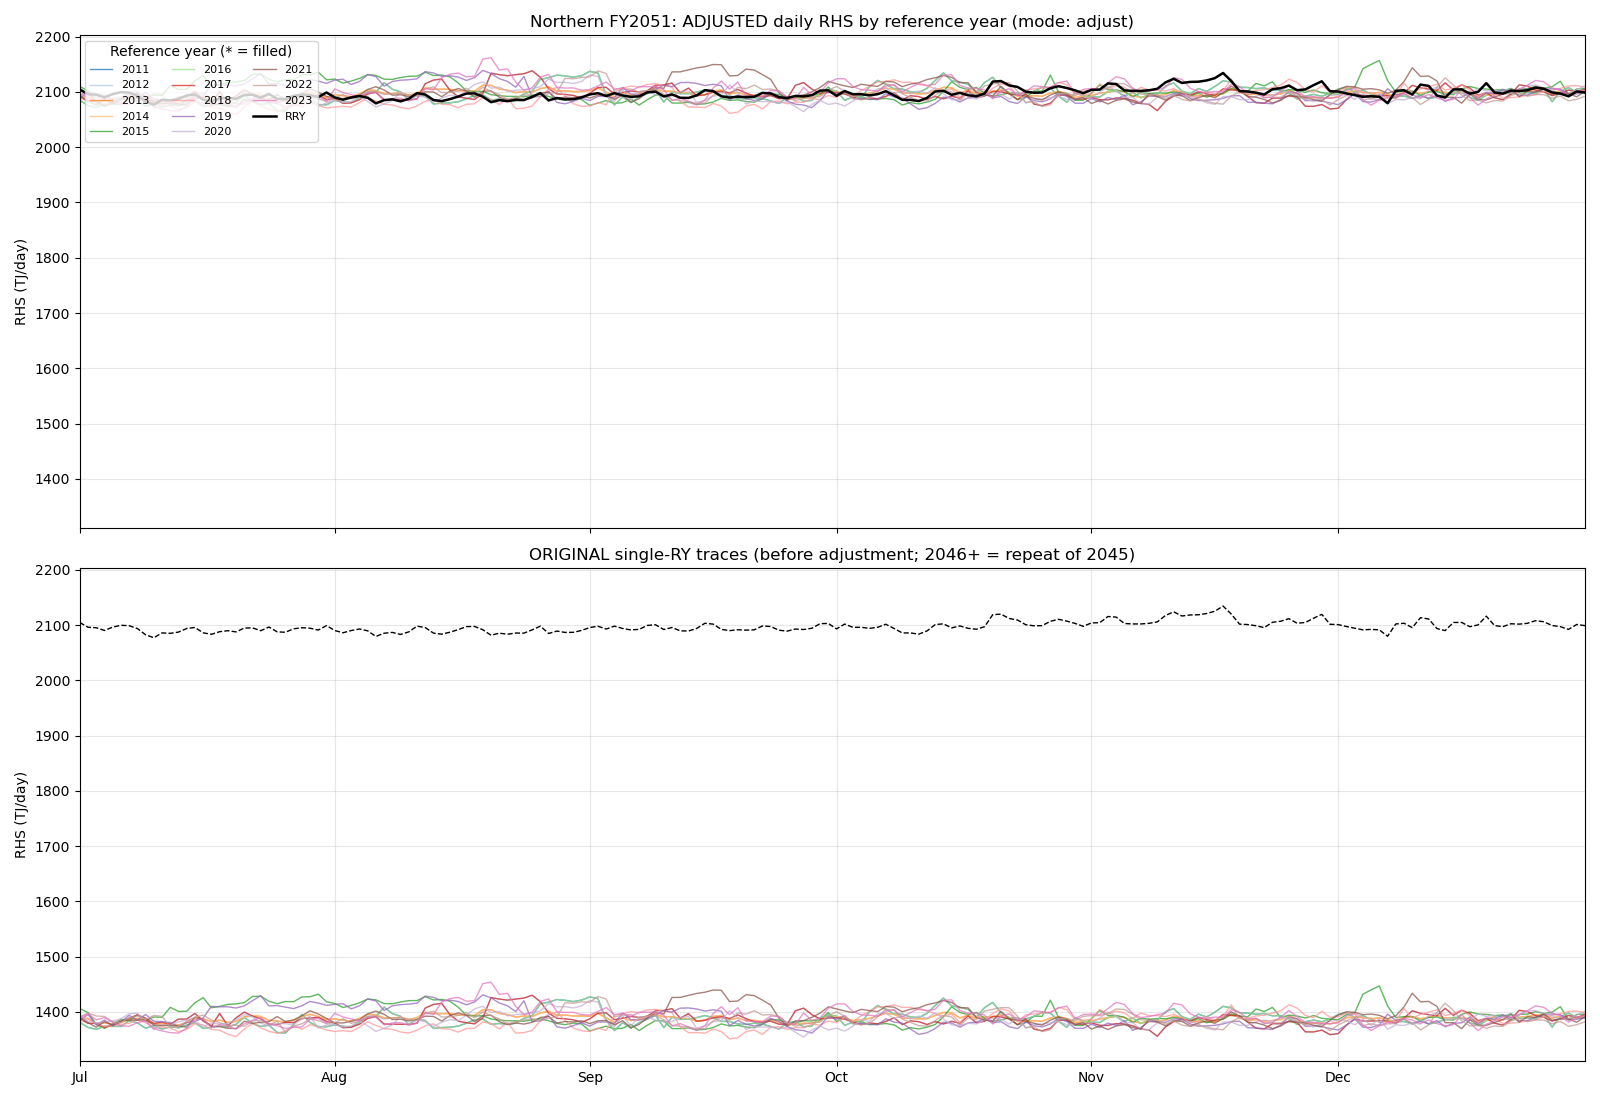 Northern FY2051: ADJUSTED daily RHS by reference year (mode: adjust)
2200
2100
2000
1900
1800
1700
1600
1500
1400
RHS (TJ/day)
Reference year (* = filled)
2011 2016 2021
2012 2017 2022
2013 2018 2023
2014 2019 RRY
2015 2020
ORIGINAL single-RY traces (before adjustment; 2046+ = repeat of 2045)
2200
2100
2000
1900
1800
1700
1600
1500
1400
RHS (TJ/day)
Jul Aug Sep Oct Nov Dec